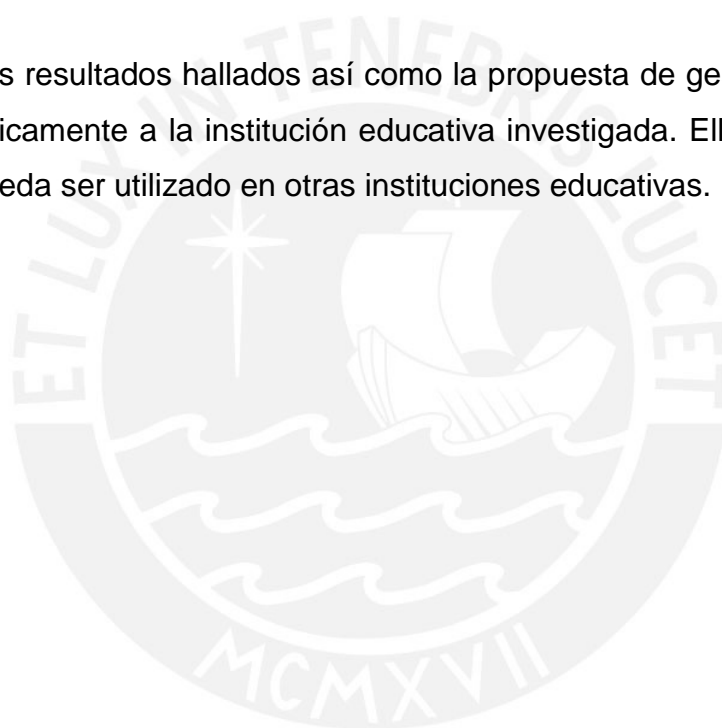 s resultados hallados así como la propuesta de ge
icamente a la institución educativa investigada. Ell
eda ser utilizado en otras instituciones educativas.
ET LUX IN TENEBRIS LUCET
MCMXVII